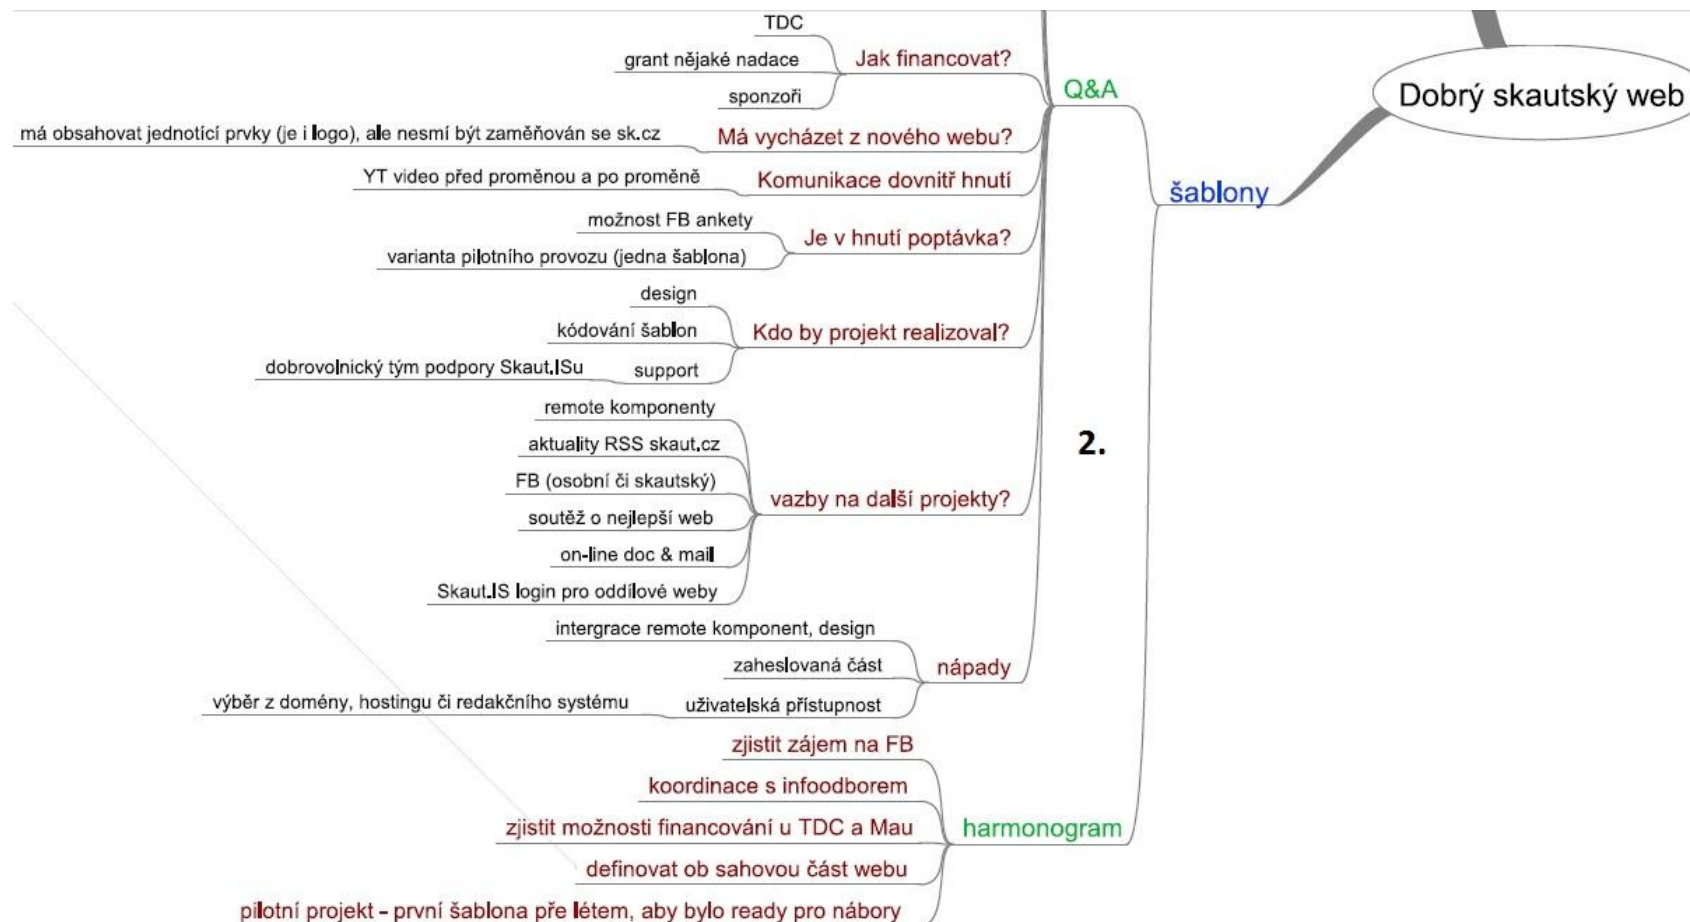 Dobrý skautský web
šablony
Q&A
Jak financovat?
TDC
grant nějaké nadace
sponzoři
Má vycházet z nového webu?
má obsahovat jednotící prvky (je i logo), ale nesmí být zaměňován se sk.cz
Komunikace dovnitř hnutí
YT video před proměnou a po proměně
Je v hnutí poptávka?
možnost FB ankety
varianta pilotního provozu (jedna šablona)
Kdo by projekt realizoval?
design
kódování šablon
support
dobrovolnický tým podpory Skaut.ISu
2.
vazby na další projekty?
remote komponenty
aktuality RSS skaut.cz
FB (osobní či skautský)
soutěž o nejlepší web
on-line doc & mail
Skaut.IS login pro oddílové weby
nápady
intergrace remote komponent, design
zaheslovaná část
uživatelská přístupnost
výběr z domény, hostingu či redakčního systému
harmonogram
zjistit zájem na FB
koordinace s infoodborem
zjistit možnosti financování u TDC a Mau
definovat ob sahovou část webu
pilotní projekt - první šablona pře létem, aby bylo ready pro nábory